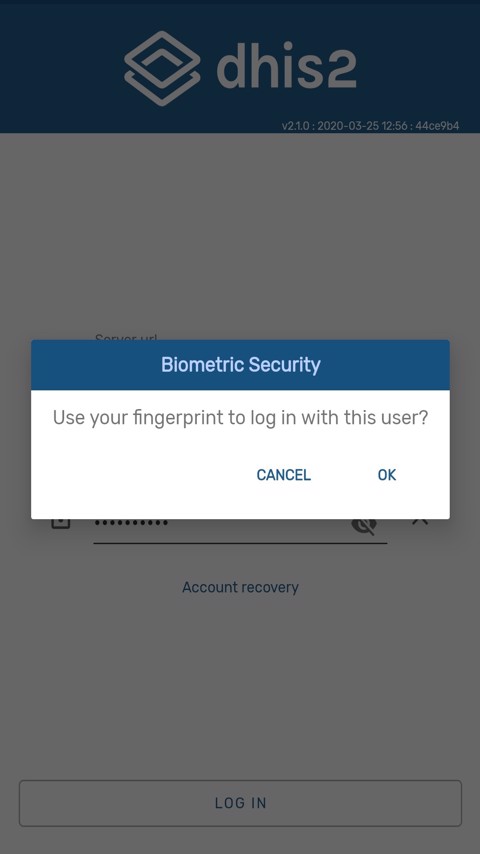 dhis2
v2.1.0 : 2020-03-25 12:56 : 44ce9b4
Server url
Biometric Security
Use your fingerprint to log in with this user?
CANCEL OK
••••••••••
Account recovery
LOG IN